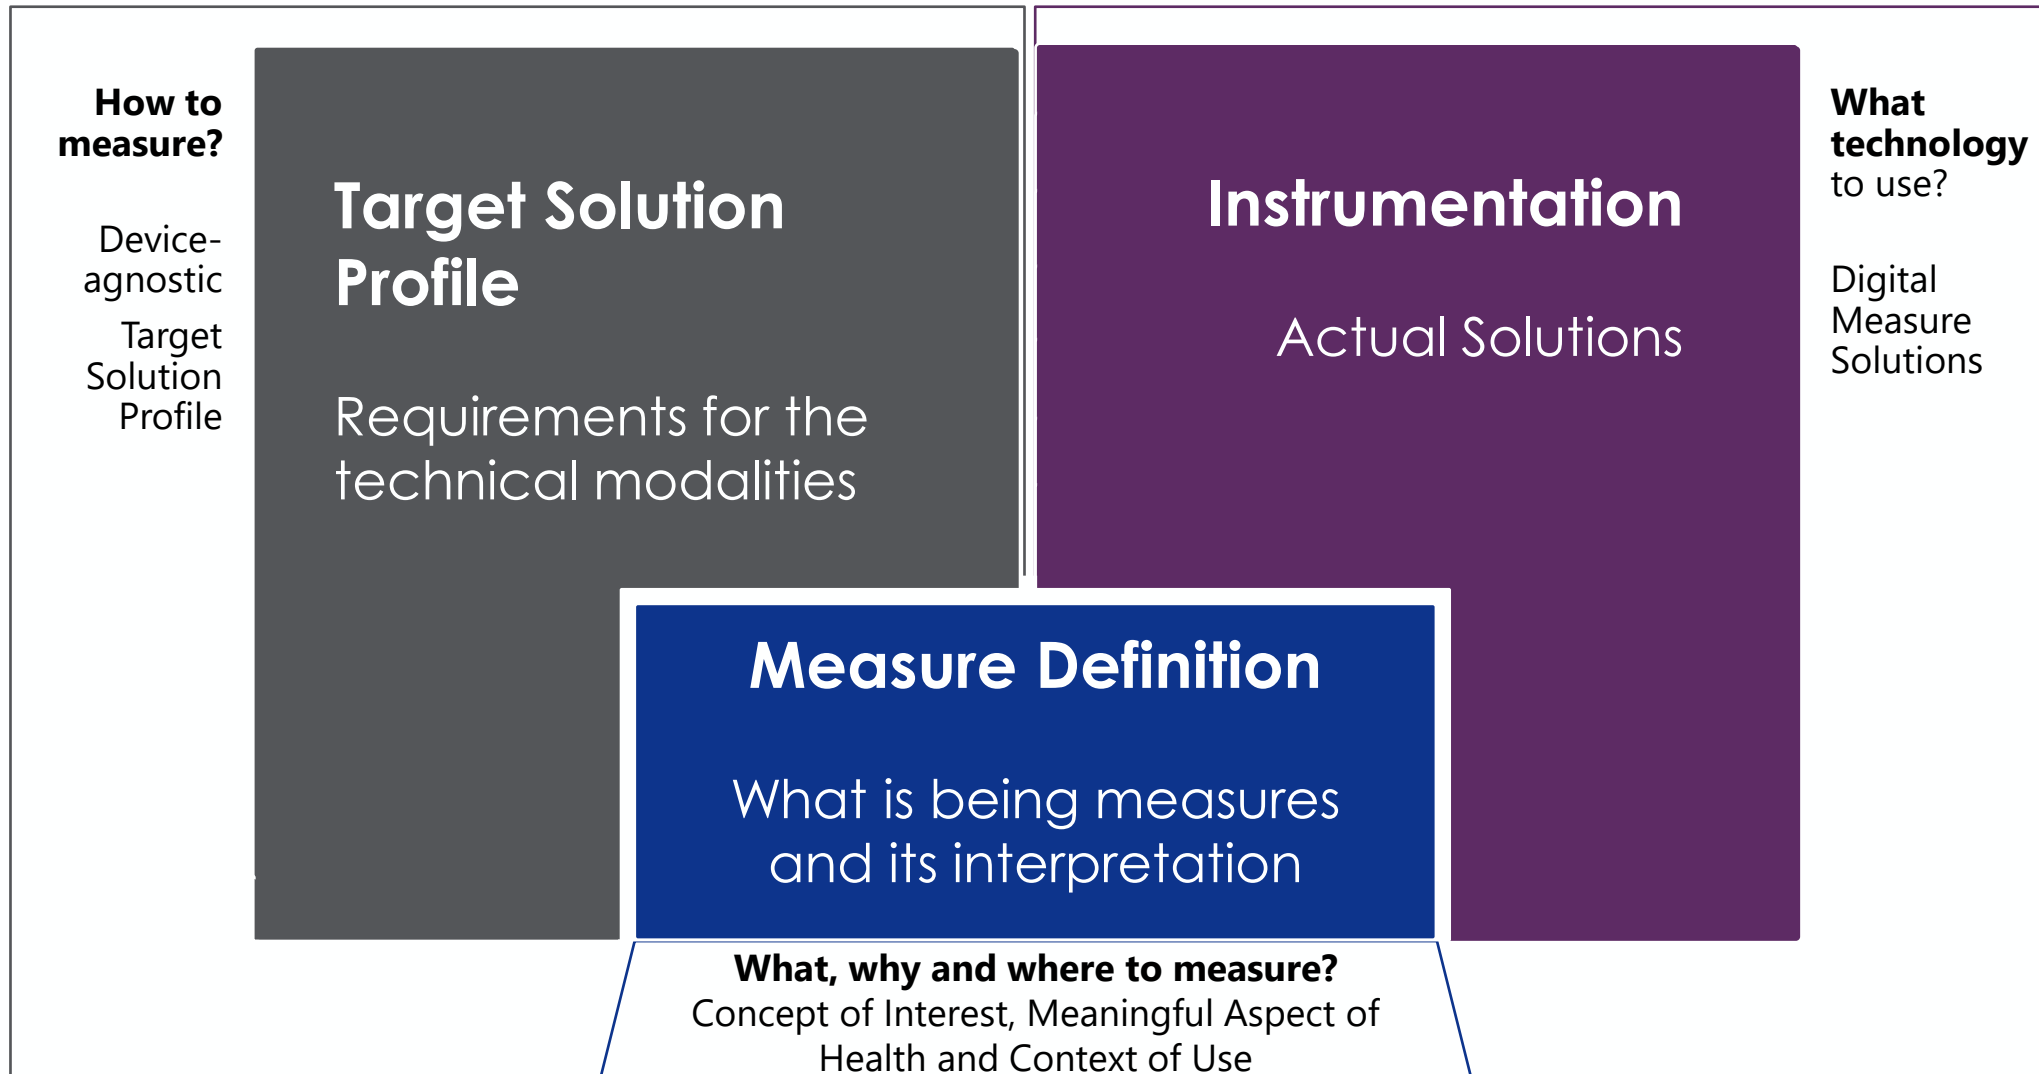 How to
measure?
Device-
agnostic
Target
Solution
Profile
Target Solution
Profile
Requirements for the
technical modalities
Instrumentation
Actual Solutions
What
technology
to use?
Digital
Measure
Solutions
Measure Definition
What is being measures
and its interpretation
What, why and where to measure?
Concept of Interest, Meaningful Aspect of
Health and Context of Use